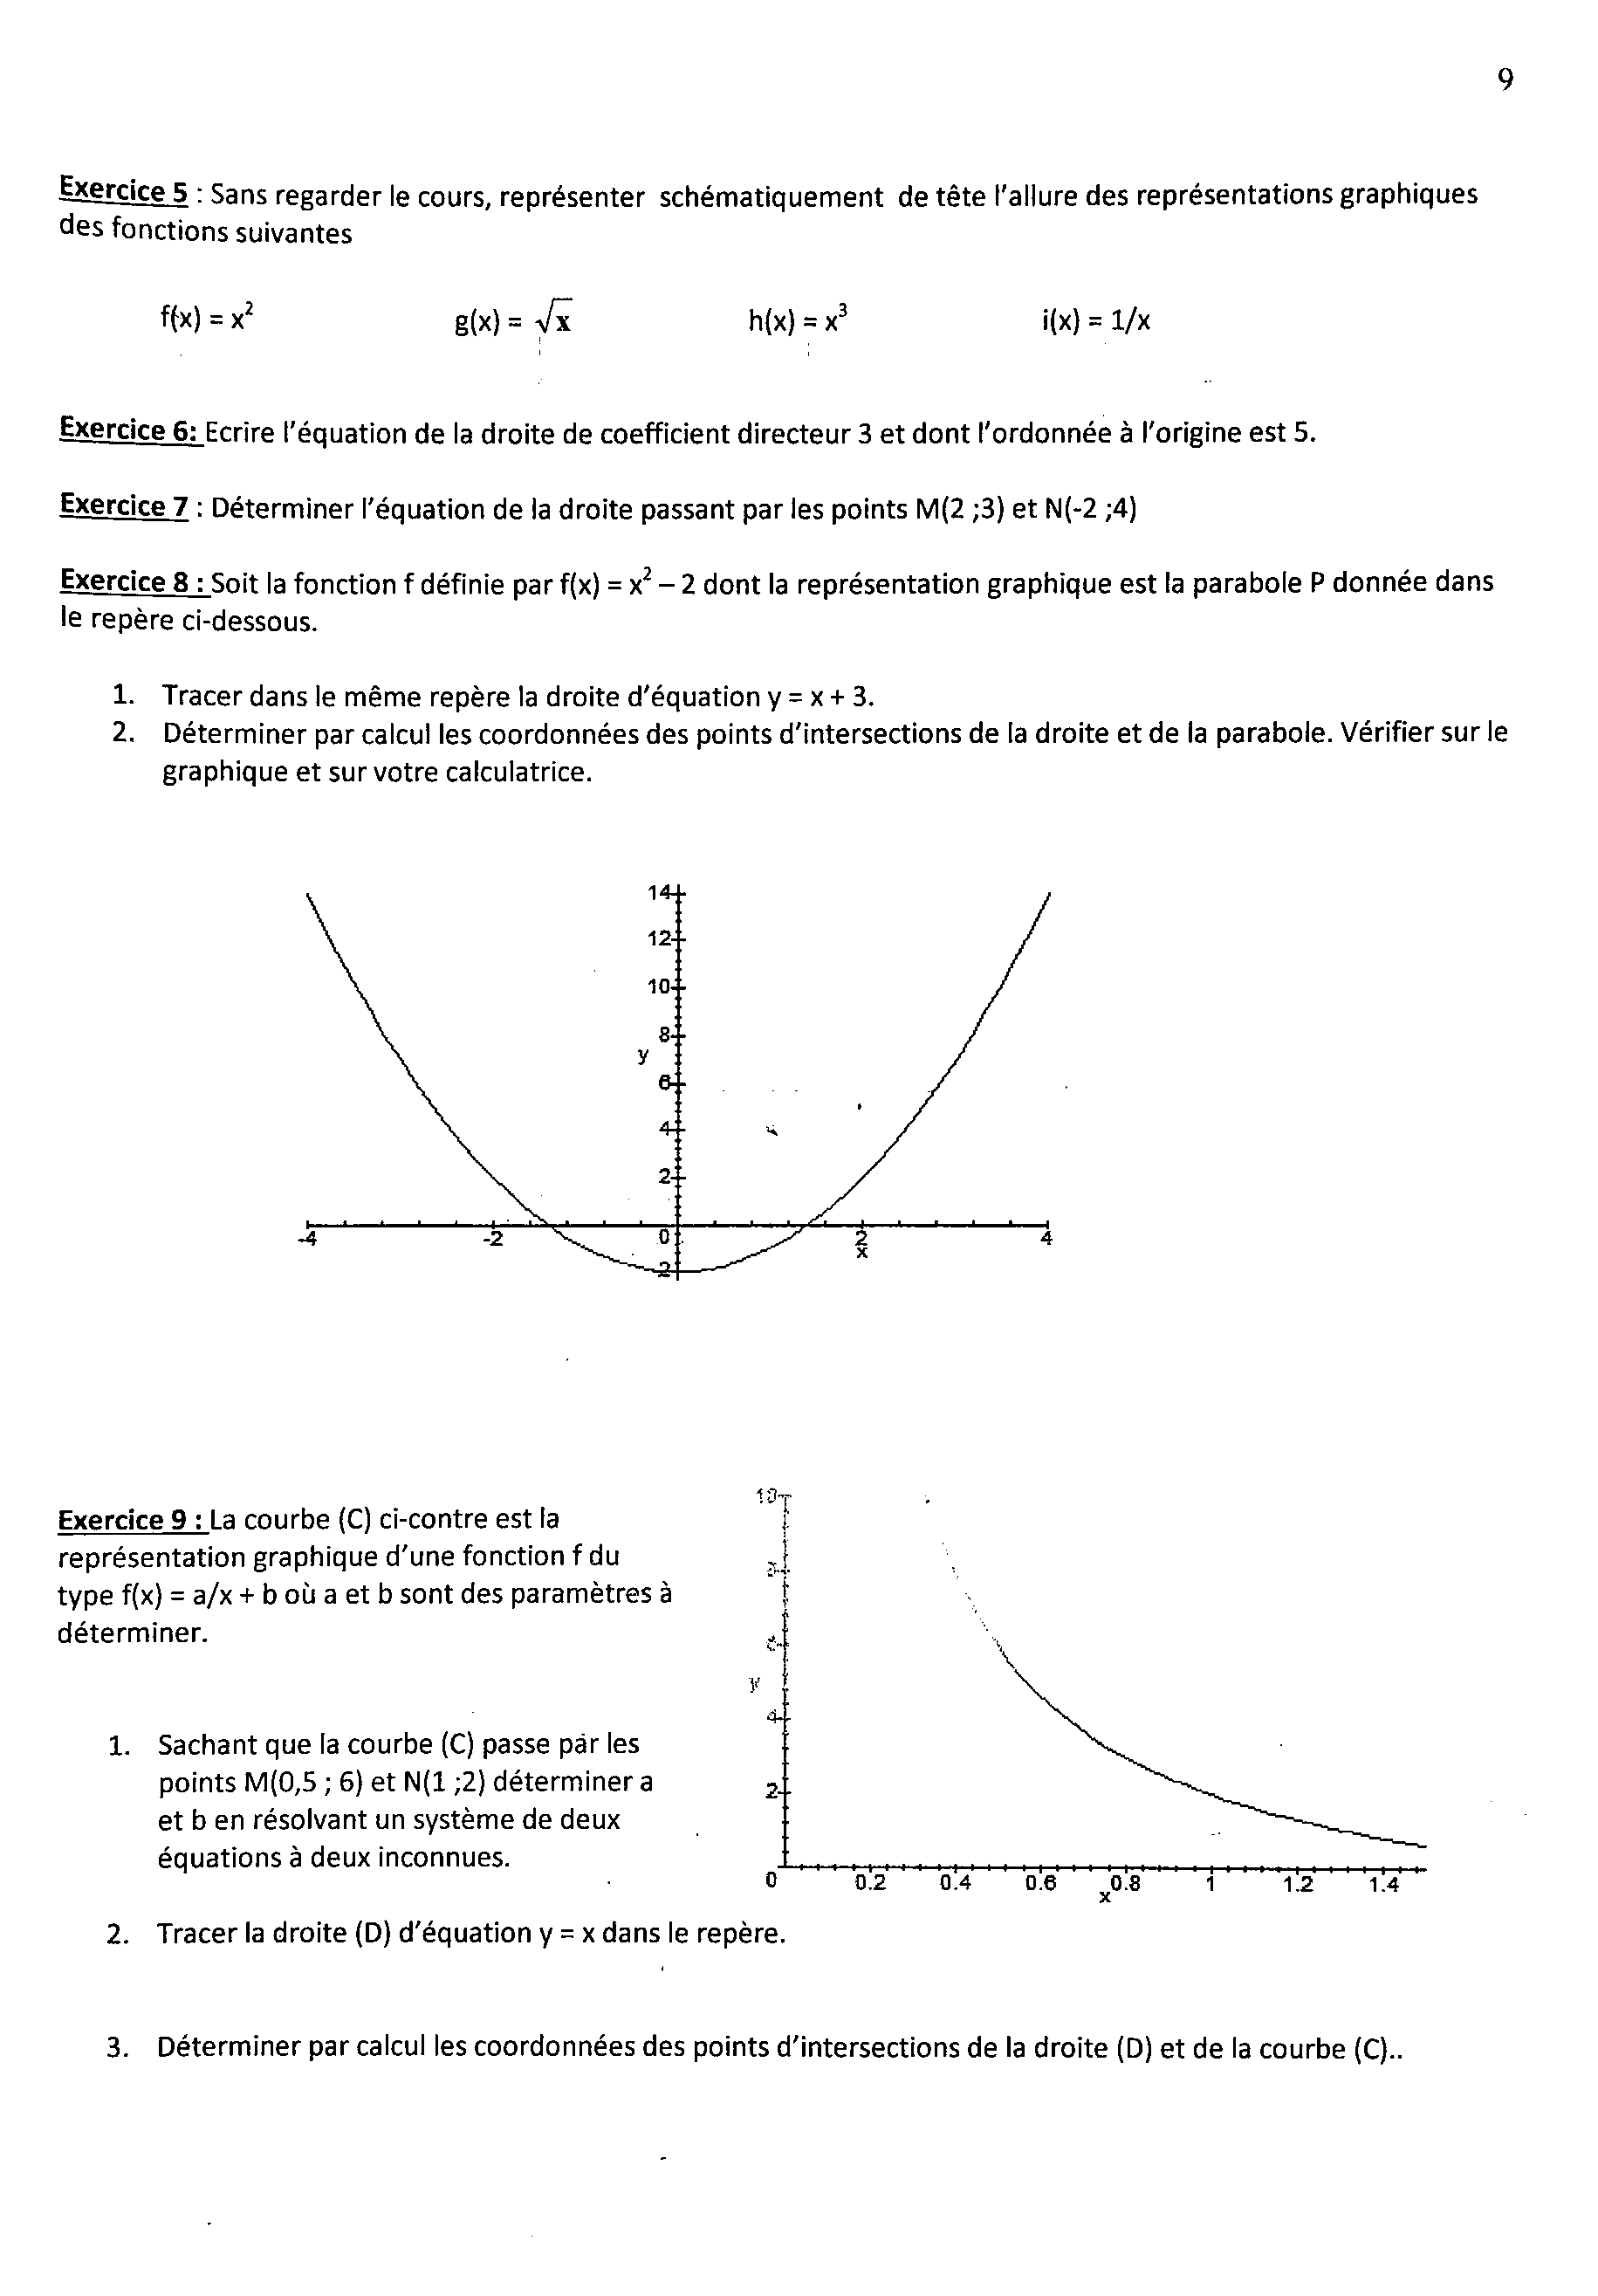 9
Exercice 5 : Sans regarder le cours, représenter schématiquement de tête l'allure des représentations graphiques
des fonctions suivantes
f(x) = x² g(x) = √x h(x) = x³ i(x) = 1/x
Exercice 6: Ecrire l'équation de la droite de coefficient directeur 3 et dont l'ordonnée à l'origine est 5.
Exercice 7 : Déterminer l'équation de la droite passant par les points M(2 ;3) et N(-2 ;4)
Exercice 8 : Soit la fonction f définie par f(x) = x² – 2 dont la représentation graphique est la parabole P donnée dans
le repère ci-dessous.
1. Tracer dans le même repère la droite d'équation y = x + 3.
2. Déterminer par calcul les coordonnées des points d'intersections de la droite et de la parabole. Vérifier sur le
graphique et sur votre calculatrice.
14
12
10
8
y
6
4
2
-4 -2 0 2 4
x
-2
Exercice 9 : La courbe (C) ci-contre est la
représentation graphique d'une fonction f du
type f(x) = a/x + b où a et b sont des paramètres à
déterminer.
1. Sachant que la courbe (C) passe par les
points M(0,5 ; 6) et N(1 ;2) déterminer a
et b en résolvant un système de deux
équations à deux inconnues.
10
8
6
y
4
2
0 0.2 0.4 0.6 0.8 1 1.2 1.4
x
2. Tracer la droite (D) d'équation y = x dans le repère.
3. Déterminer par calcul les coordonnées des points d'intersections de la droite (D) et de la courbe (C)..